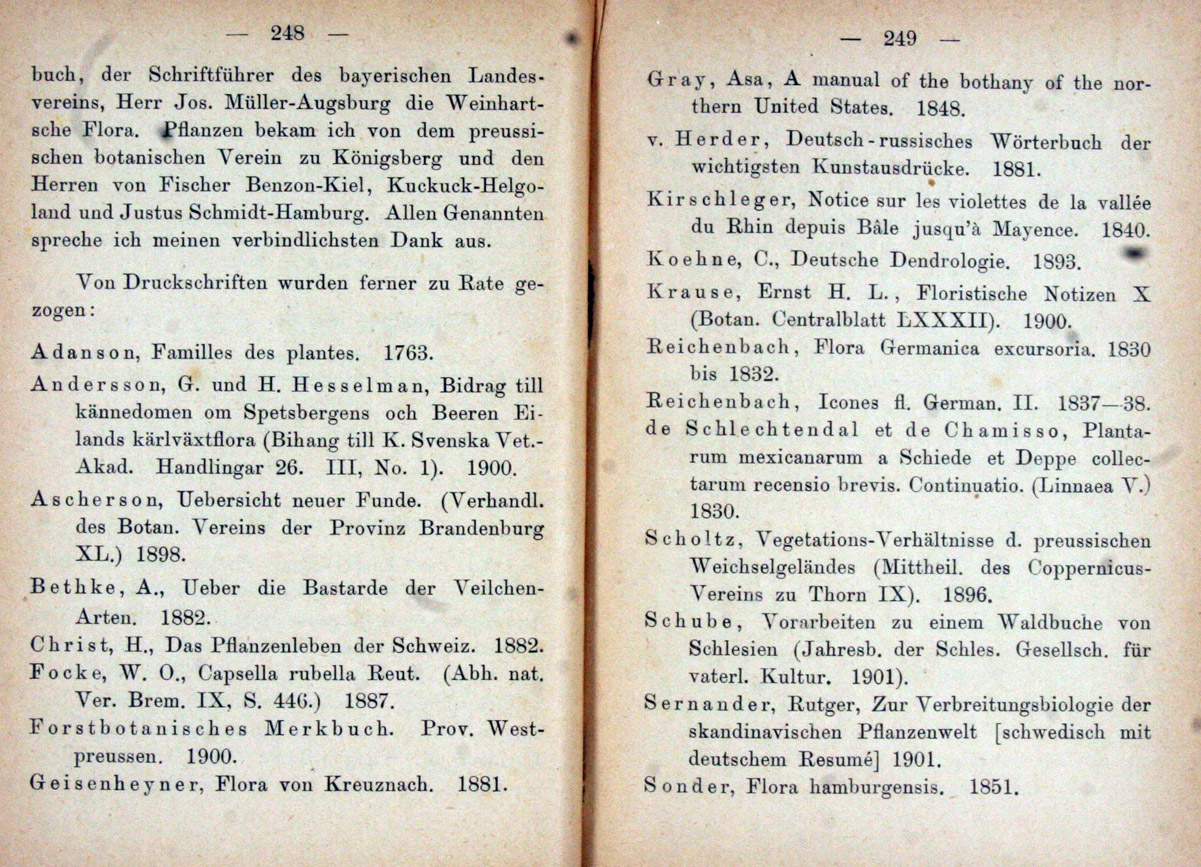 — 248 —
buch, der Schriftführer des bayerischen Landes-
vereins, Herr Jos. Müller-Augsburg die Weinhart-
sche Flora. Pflanzen bekam ich von dem preussi-
schen botanischen Verein zu Königsberg und den
Herren von Fischer Benzon-Kiel, Kuckuck-Helgo-
land und Justus Schmidt-Hamburg. Allen Genannten
spreche ich meinen verbindlichsten Dank aus.
Von Druckschriften wurden ferner zu Rate ge-
zogen:
Adanson, Familles des plantes. 1763.
Andersson, G. und H. Hesselman, Bidrag till
kännedomen om Spetsbergens och Beeren Ei-
lands kärlväxtflora (Bihang till K. Svenska Vet.-
Akad. Handlingar 26. III, No. 1). 1900.
Ascherson, Uebersicht neuer Funde. (Verhandl.
des Botan. Vereins der Provinz Brandenburg
XL.) 1898.
Bethke, A., Ueber die Bastarde der Veilchen-
Arten. 1882.
Christ, H., Das Pflanzenleben der Schweiz. 1882.
Focke, W. O., Capsella rubella Reut. (Abh. nat.
Ver. Brem. IX, S. 446.) 1887.
Forstbotanisches Merkbuch. Prov. West-
preussen. 1900.
Geisenheyner, Flora von Kreuznach. 1881.
— 249 —
Gray, Asa, A manual of the bothany of the nor-
thern United States. 1848.
v. Herder, Deutsch-russisches Wörterbuch der
wichtigsten Kunstausdrücke. 1881.
Kirschleger, Notice sur les violettes de la vallée
du Rhin depuis Bâle jusqu'à Mayence. 1840.
Koehne, C., Deutsche Dendrologie. 1893.
Krause, Ernst H. L., Floristische Notizen X
(Botan. Centralblatt LXXXII). 1900.
Reichenbach, Flora Germanica excursoria. 1830
bis 1832.
Reichenbach, Icones fl. German. II. 1837—38.
de Schlechtendal et de Chamisso, Planta-
rum mexicanarum a Schiede et Deppe collec-
tarum recensio brevis. Continuatio. (Linnaea V.)
1830.
Scholtz, Vegetations-Verhältnisse d. preussischen
Weichselgeländes (Mittheil. des Coppernicus-
Vereins zu Thorn IX). 1896.
Schube, Vorarbeiten zu einem Waldbuche von
Schlesien (Jahresb. der Schles. Gesellsch. für
vaterl. Kultur. 1901).
Sernander, Rutger, Zur Verbreitungsbiologie der
skandinavischen Pflanzenwelt [schwedisch mit
deutschem Resumé] 1901.
Sonder, Flora hamburgensis. 1851.